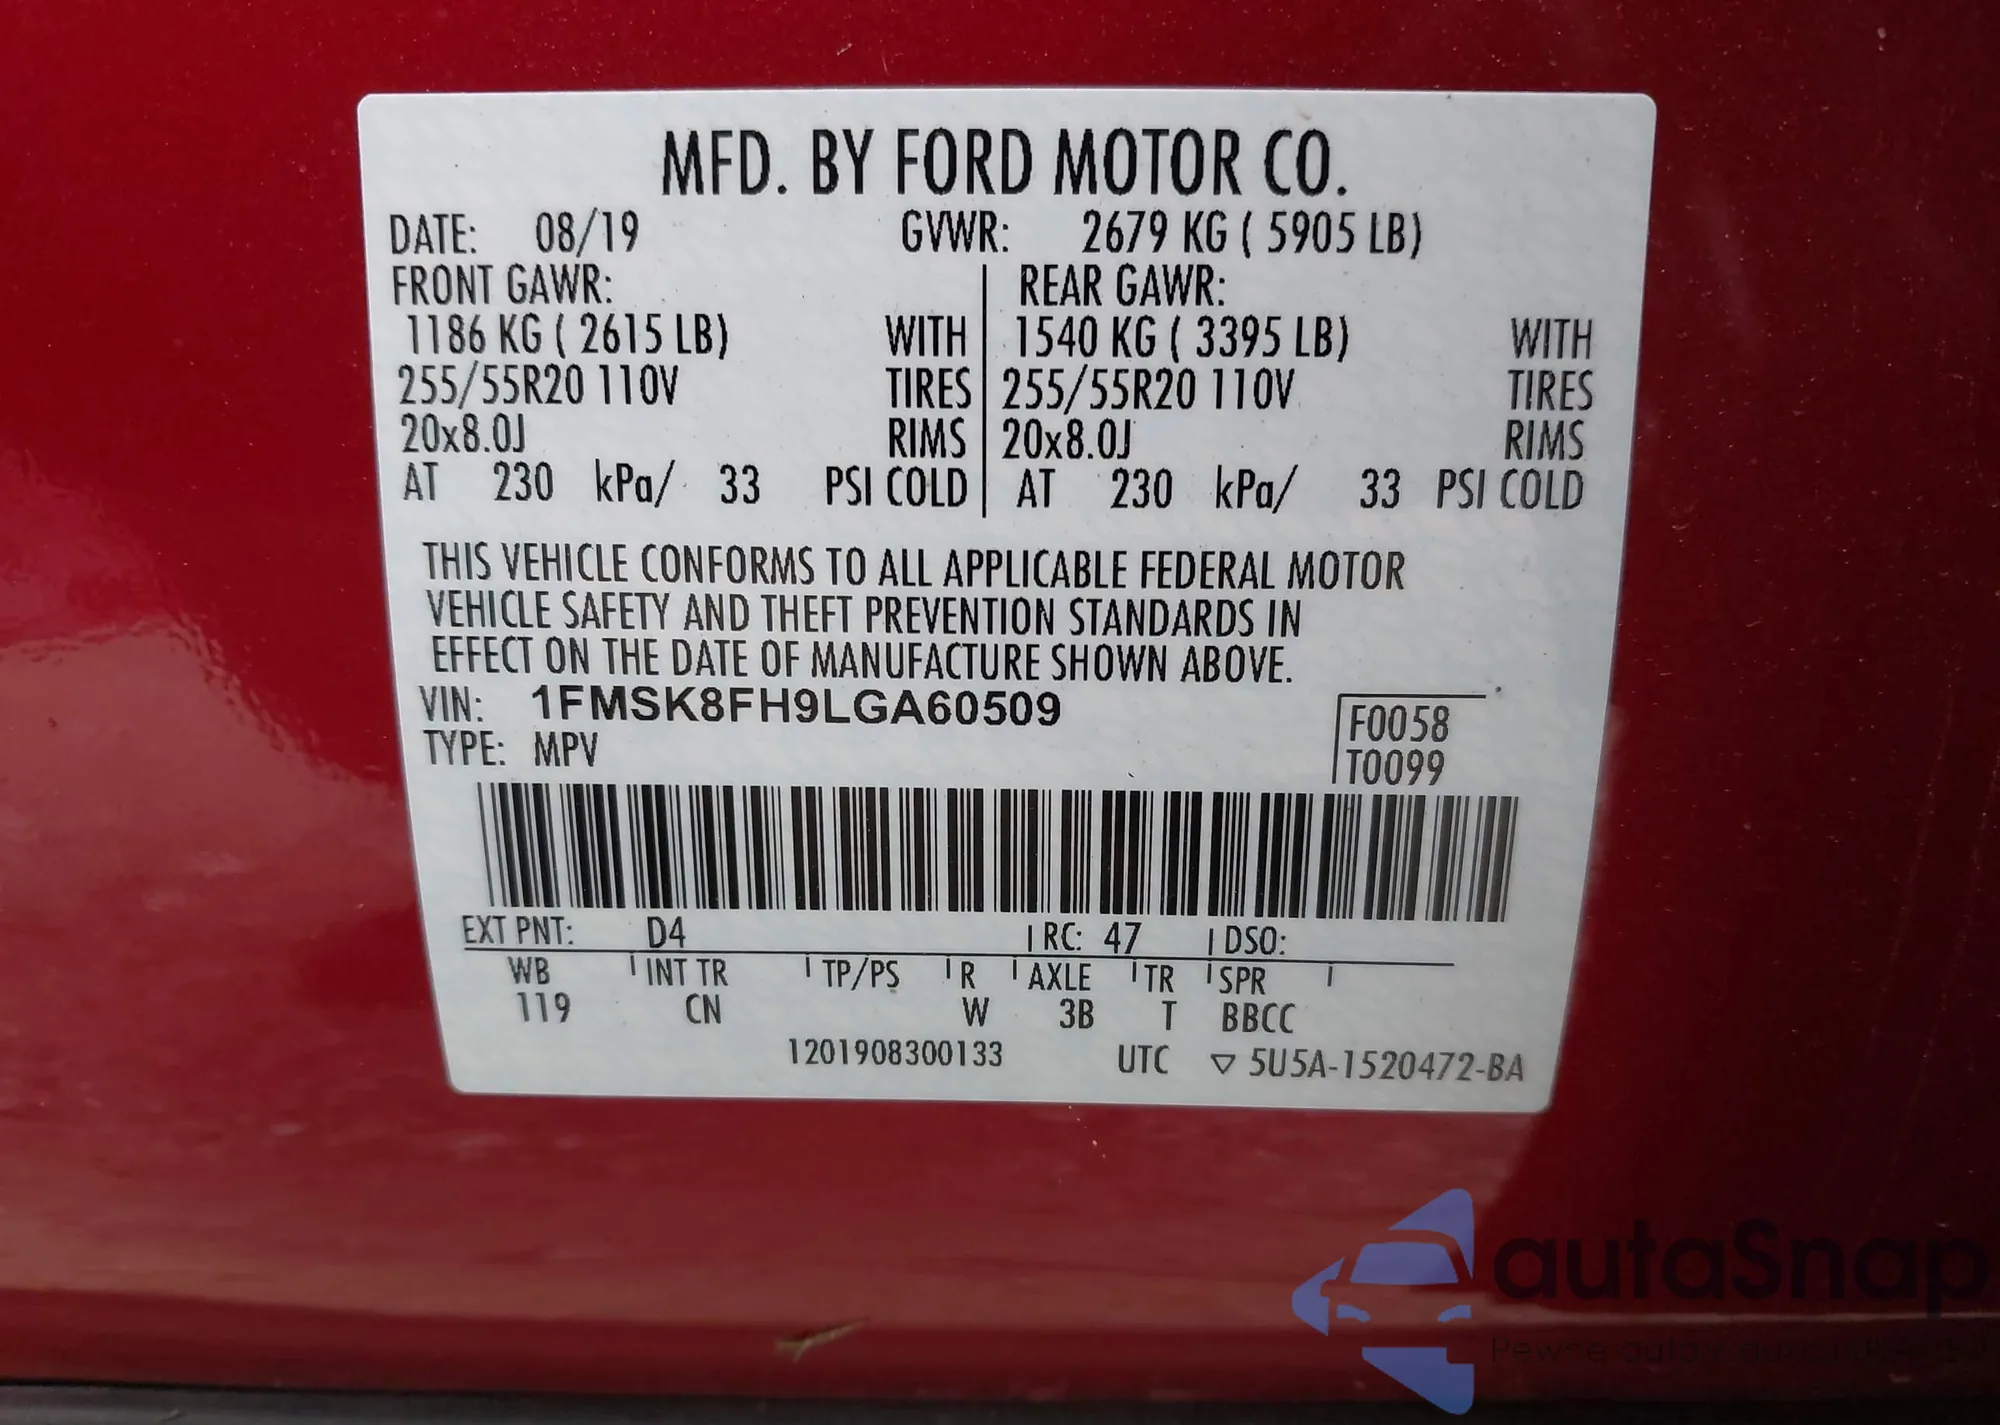 MFD. BY FORD MOTOR CO.
DATE: 08/19 GVWR: 2679 KG ( 5905 LB)
FRONT GAWR: REAR GAWR:
1186 KG ( 2615 LB) WITH 1540 KG ( 3395 LB) WITH
255/55R20 110V TIRES 255/55R20 110V TIRES
20x8.0J RIMS 20x8.0J RIMS
AT 230 kPa/ 33 PSI COLD AT 230 kPa/ 33 PSI COLD
THIS VEHICLE CONFORMS TO ALL APPLICABLE FEDERAL MOTOR
VEHICLE SAFETY AND THEFT PREVENTION STANDARDS IN
EFFECT ON THE DATE OF MANUFACTURE SHOWN ABOVE.
VIN: 1FMSK8FH9LGA60509 F0058
TYPE: MPV T0099
EXT PNT: D4 RC: 47 DSO:
WB INT TR TP/PS R AXLE TR SPR
119 CN W 3B T BBCC
1201908300133 UTC ▽ 5U5A-1520472-BA
autaSnap
auta